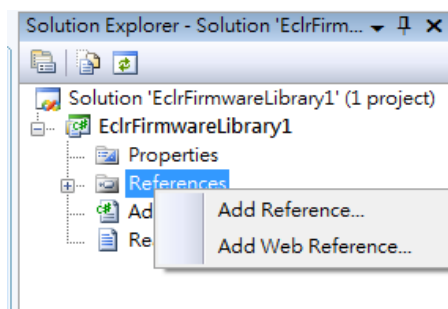 Solution Explorer - Solution 'EclrFirm...
Solution 'EclrFirmwareLibrary1' (1 project)
EclrFirmwareLibrary1
Properties
References
Add Reference...
Add Web Reference...